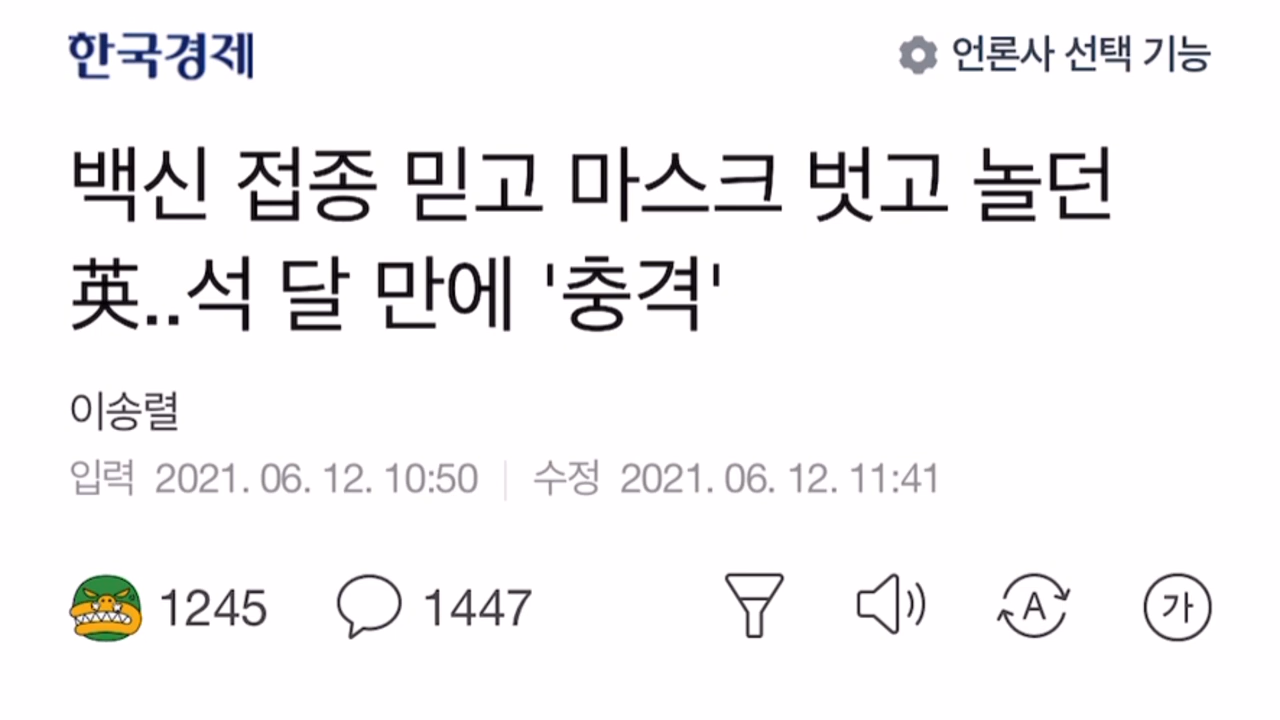 한국경제
언론사 선택 기능
백신 접종 믿고 마스크 벗고 놀던
英..석 달 만에 '충격'
이송렬
입력 2021. 06. 12. 10:50 수정 2021. 06. 12. 11:41
1245 1447 A 가